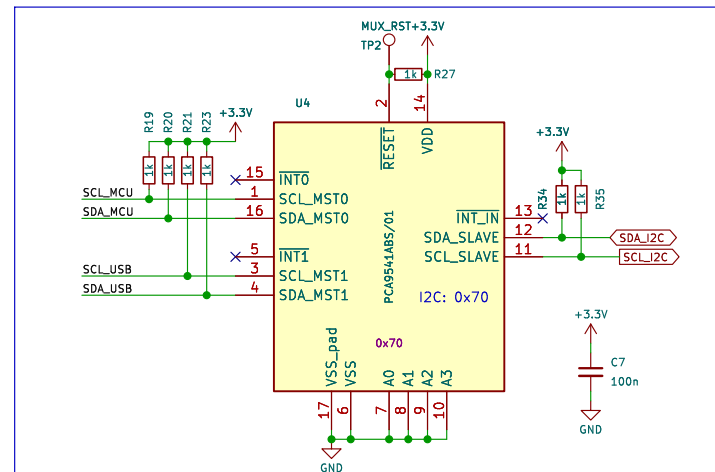 MUX_RST
+3.3V
TP2
1k
R27
U4
2
14
RESET
VDD
R19
R20
R21
R23
+3.3V
1k
1k
1k
1k
SCL_MCU
SDA_MCU
SCL_USB
SDA_USB
15
1
16
5
3
4
INT0
SCL_MST0
SDA_MST0
INT1
SCL_MST1
SDA_MST1
PCA9541ABS/01
INT_IN
SDA_SLAVE
SCL_SLAVE
I2C: 0x70
0x70
13
12
11
+3.3V
R34
1k
1k
R35
SDA_I2C
SCL_I2C
VSS_pad
VSS
A0
A1
A2
A3
17
6
7
8
9
10
GND
+3.3V
C7
100n
GND